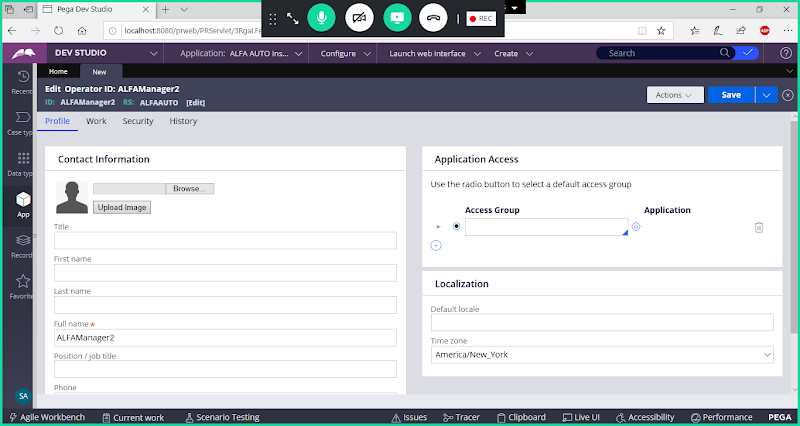 Pega Dev Studio
REC
localhost:8080/prweb/PRServlet/3RgaLFe
DEV STUDIO
Application: ALFA AUTO Ins...
Configure
Launch web interface
Create
Search
Home
New
Recent
Edit Operator ID: ALFAManager2
ID: ALFAManager2 RS: ALFAAUTO [Edit]
Actions
Save
Profile
Work
Security
History
Case typ
Data typ
App
Record
Favorite
SA
Contact Information
Browse...
Upload Image
Title
First name
Last name
Full name ★
ALFAManager2
Position / job title
Phone
Application Access
Use the radio button to select a default access group
Access Group
Application
Localization
Default locale
Time zone
America/New_York
Agile Workbench
Current work
Scenario Testing
Issues
Tracer
Clipboard
Live UI
Accessibility
Performance
PEGA